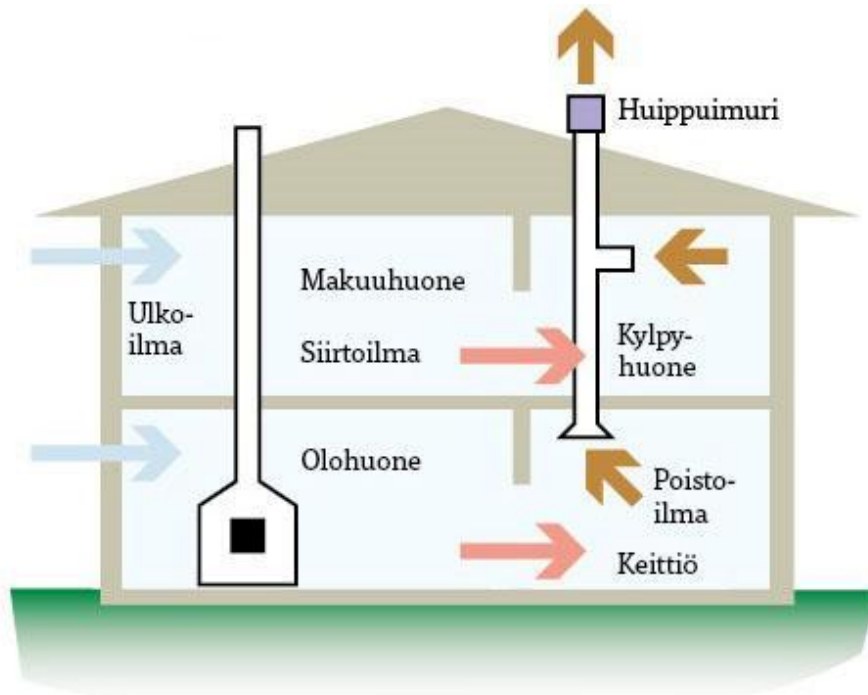 Huippuimuri
Makuuhuone
Ulko-
ilma
Siirtoilma
Kylpy-
huone
Olohuone
Poisto-
ilma
Keittiö